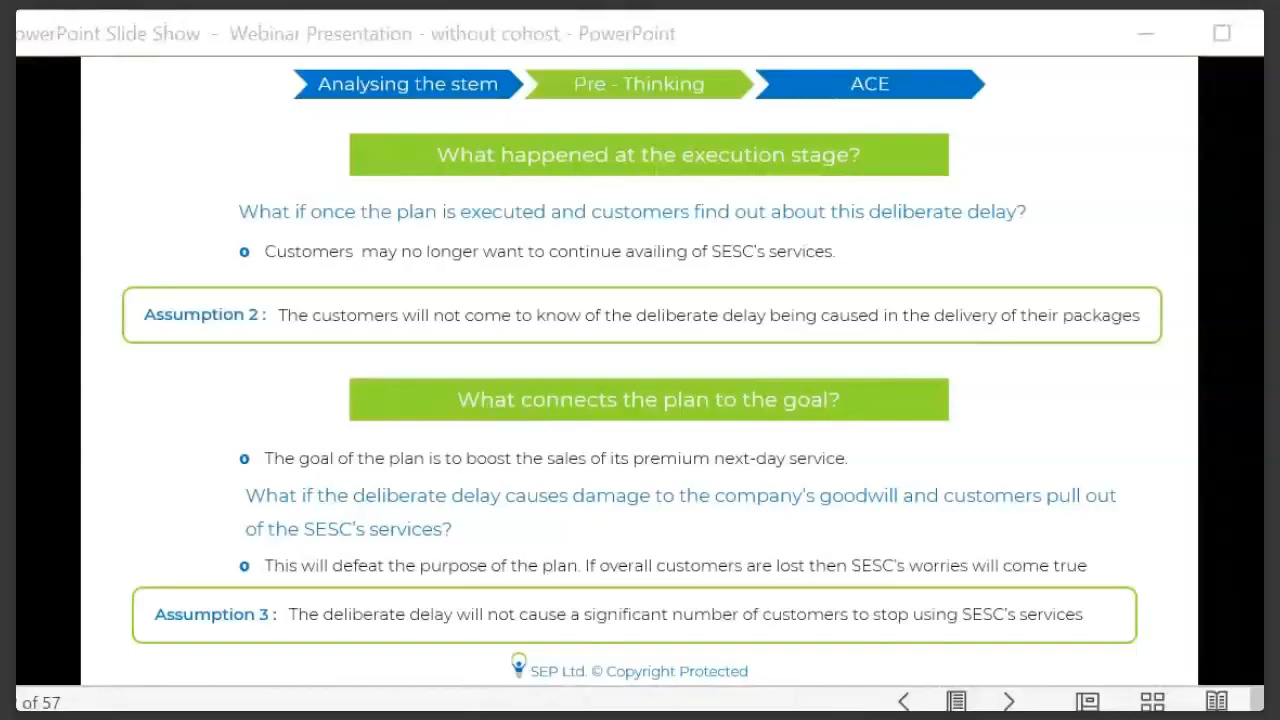 owerPoint Slide Show - Webinar Presentation - without cohost - PowerPoint
Analysing the stem Pre - Thinking ACE
What happened at the execution stage?
What if once the plan is executed and customers find out about this deliberate delay?
Customers may no longer want to continue availing of SESC's services.
Assumption 2 : The customers will not come to know of the deliberate delay being caused in the delivery of their packages
What connects the plan to the goal?
The goal of the plan is to boost the sales of its premium next-day service.
What if the deliberate delay causes damage to the company's goodwill and customers pull out
of the SESC's services?
This will defeat the purpose of the plan. If overall customers are lost then SESC's worries will come true
Assumption 3 : The deliberate delay will not cause a significant number of customers to stop using SESC's services
SEP Ltd. © Copyright Protected
of 57